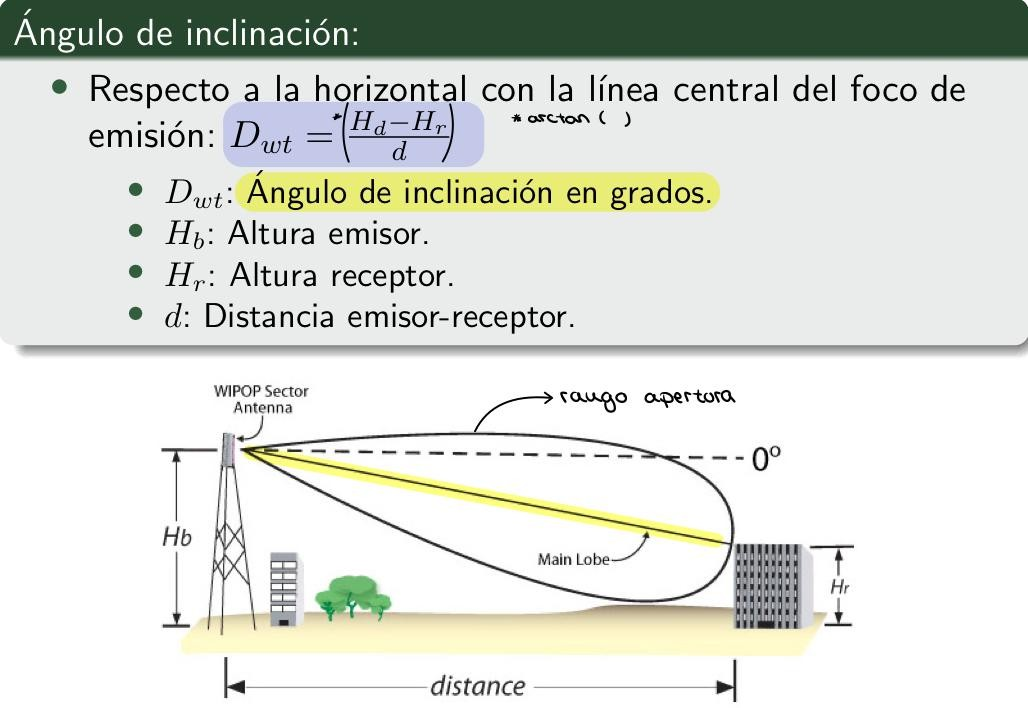 Ángulo de inclinación:
Respecto a la horizontal con la línea central del foco de
emisión: D_wt = *(H_d−H_r / d) * arctan ( )
D_wt: Ángulo de inclinación en grados.
H_b: Altura emisor.
H_r: Altura receptor.
d: Distancia emisor-receptor.
WIPOP Sector
Antenna
rango apertura
0º
Hb
Main Lobe
Hr
distance